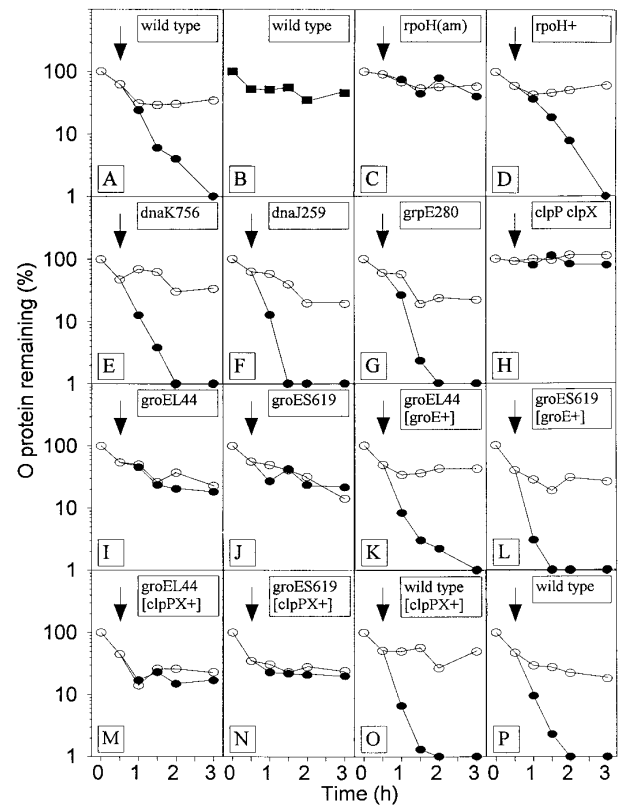 wild type
wild type
rpoH(am)
rpoH+
100
10
1
A
B
C
D
dnaK756
dnaJ259
grpE280
clpP clpX
100
10
1
E
F
G
H
groEL44
groES619
groEL44
[groE+]
groES619
[groE+]
100
10
1
I
J
K
L
groEL44
[clpPX+]
groES619
[clpPX+]
wild type
[clpPX+]
wild type
100
10
1
M
N
O
P
0 1 2 3 0 1 2 3 0 1 2 3 0 1 2 3
Time (h)
O protein remaining (%)